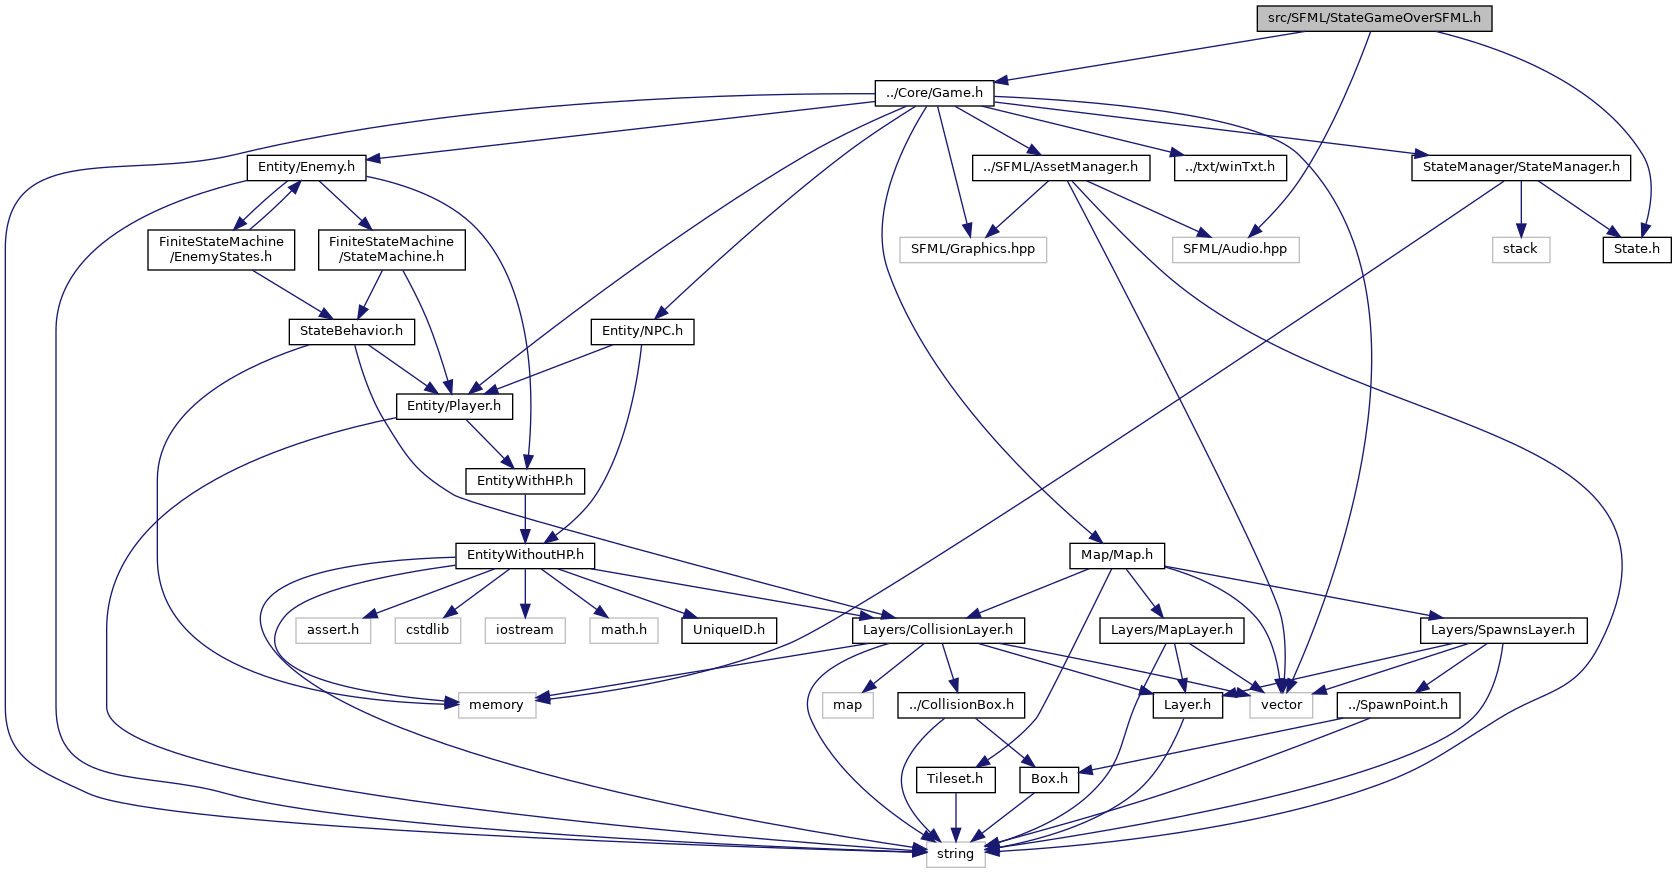 src/SFML/StateGameOverSFML.h
../Core/Game.h
Entity/Enemy.h
../SFML/AssetManager.h
../txt/winTxt.h
StateManager/StateManager.h
FiniteStateMachine
/EnemyStates.h
FiniteStateMachine
/StateMachine.h
SFML/Graphics.hpp
SFML/Audio.hpp
stack
State.h
StateBehavior.h
Entity/NPC.h
Entity/Player.h
EntityWithHP.h
EntityWithoutHP.h
Map/Map.h
assert.h
cstdlib
iostream
math.h
UniqueID.h
Layers/CollisionLayer.h
Layers/MapLayer.h
Layers/SpawnsLayer.h
memory
map
../CollisionBox.h
Layer.h
vector
../SpawnPoint.h
Tileset.h
Box.h
string